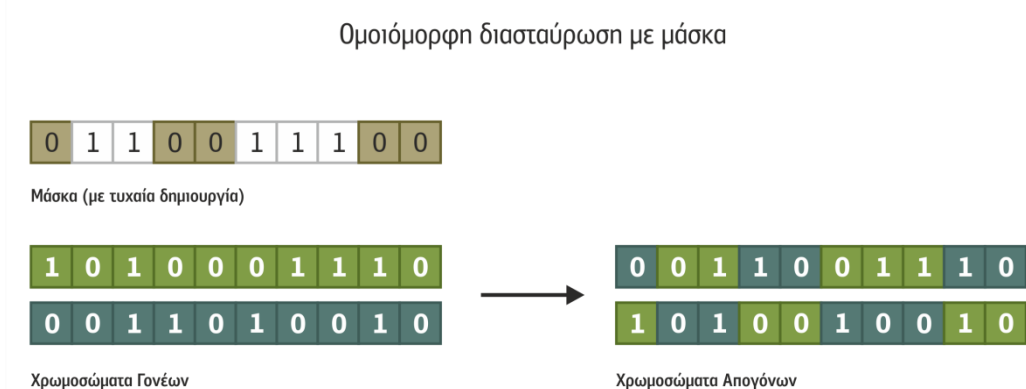 Ομοιόμορφη διασταύρωση με μάσκα
0 1 1 0 0 1 1 1 0 0
Μάσκα (με τυχαία δημιουργία)
1 0 1 0 0 0 1 1 1 0
0 0 1 1 0 1 0 0 1 0
Χρωμοσώματα Γονέων
0 0 1 1 0 0 1 1 1 0
1 0 1 0 0 1 0 0 1 0
Χρωμοσώματα Απογόνων